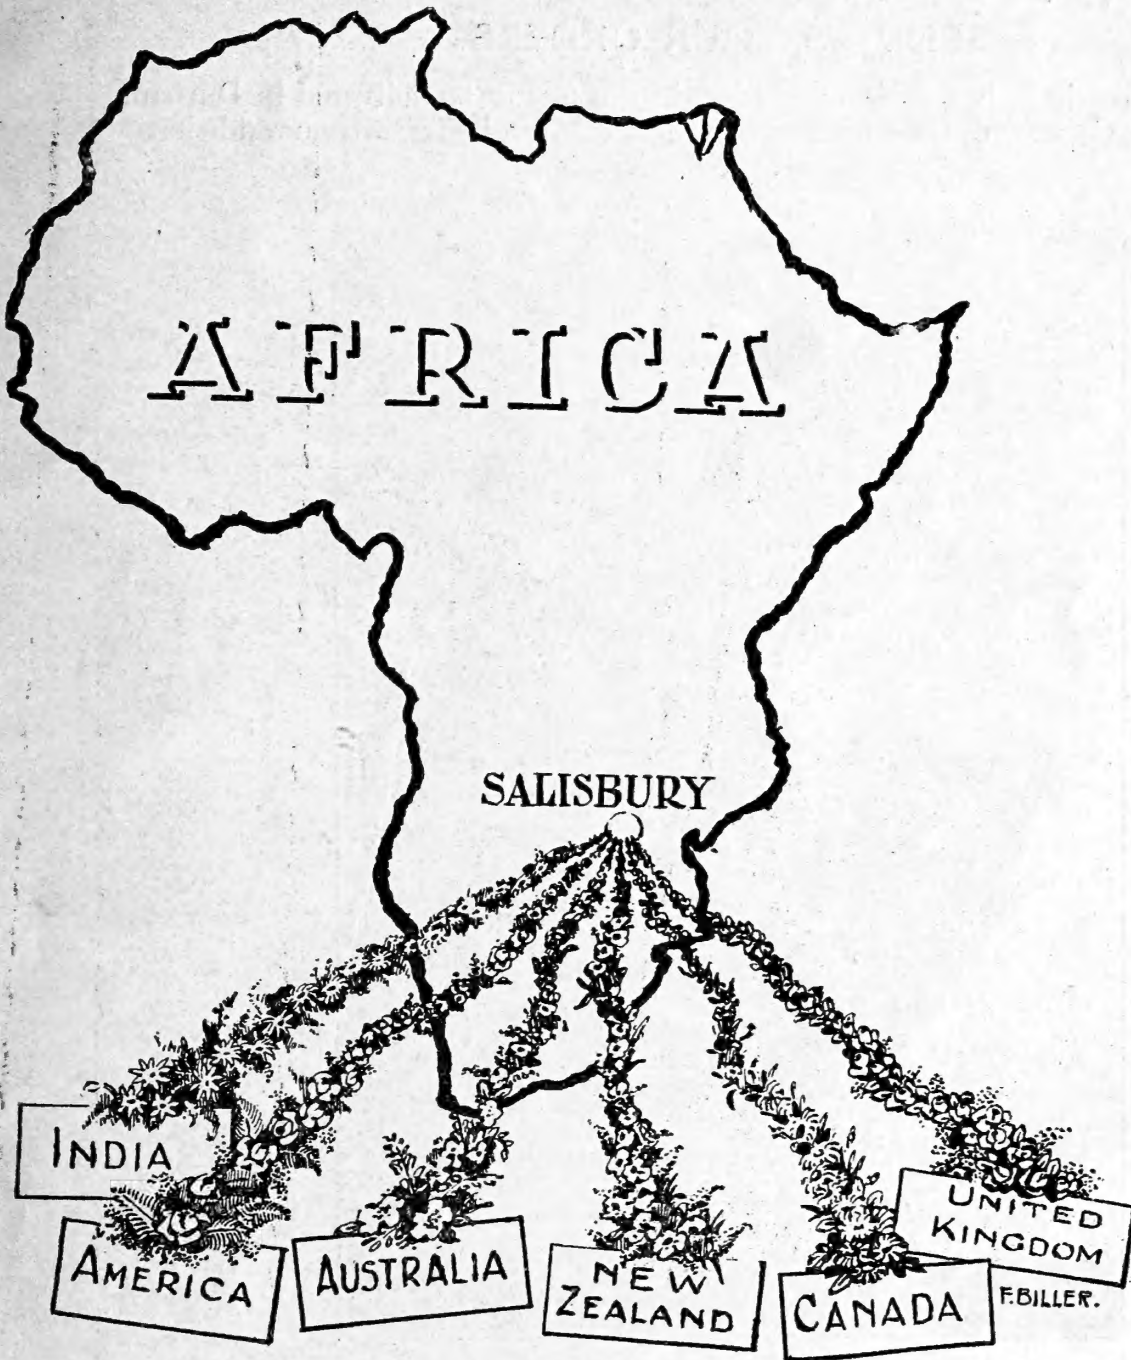 AFRICA
SALISBURY
INDIA
AMERICA
AUSTRALIA
NEW
ZEALAND
CANADA
UNITED
KINGDOM
F. BILLER.